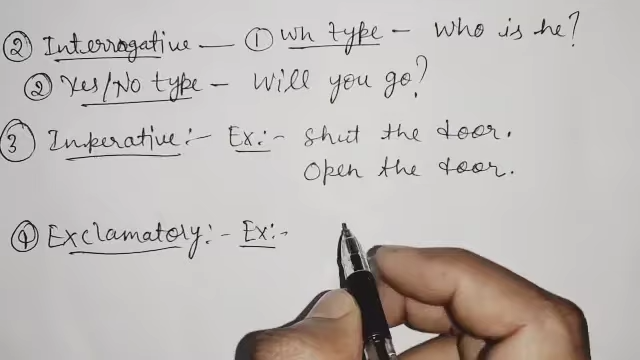 ② Interrogative — ① Wh type - Who is he?
② Yes/No type - Will you go?
③ Imperative :- Ex:- Shut the door.
Open the door.
④ Exclamatory :- Ex:-